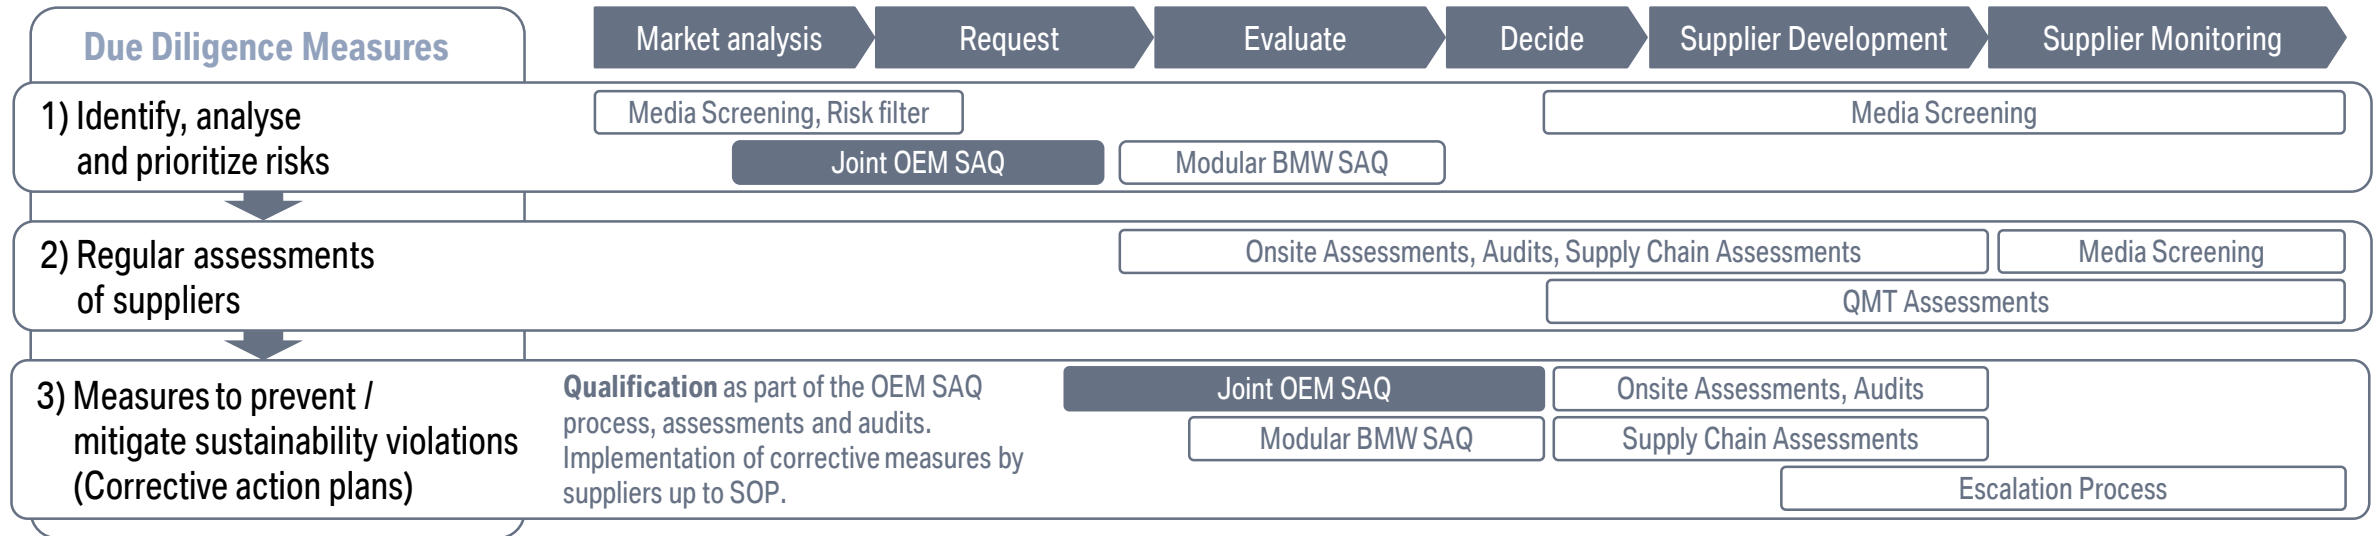 Due Diligence Measures
Market analysis
Request
Evaluate
Decide
Supplier Development
Supplier Monitoring
1) Identify, analyse
and prioritize risks
Media Screening, Risk filter
Media Screening
Joint OEM SAQ
Modular BMW SAQ
2) Regular assessments
of suppliers
Onsite Assessments, Audits, Supply Chain Assessments
Media Screening
QMT Assessments
3) Measures to prevent /
mitigate sustainability violations
(Corrective action plans)
Qualification as part of the OEM SAQ
process, assessments and audits.
Implementation of corrective measures by
suppliers up to SOP.
Joint OEM SAQ
Onsite Assessments, Audits
Modular BMW SAQ
Supply Chain Assessments
Escalation Process